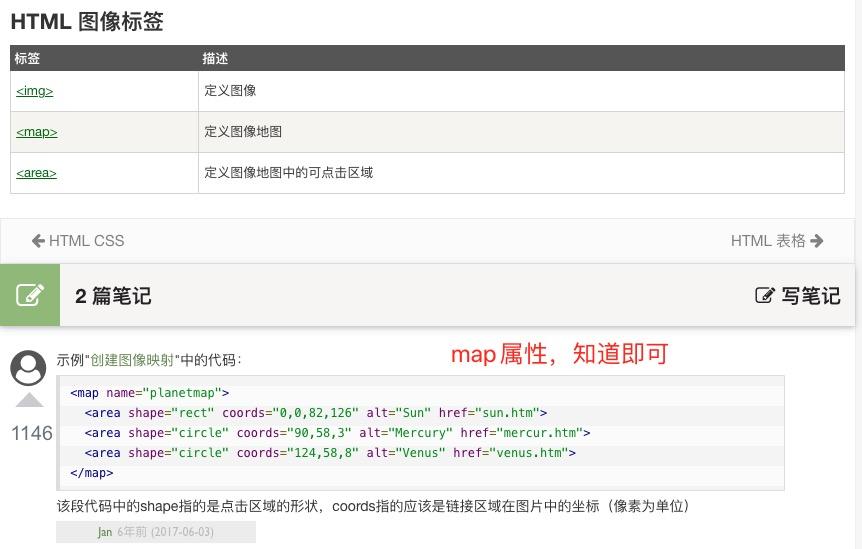 HTML 图像标签
标签 描述
<img> 定义图像
<map> 定义图像地图
<area> 定义图像地图中的可点击区域
HTML CSS HTML 表格
2 篇笔记 写笔记
map 属性，知道即可
示例"创建图像映射"中的代码：
<map name="planetmap">
<area shape="rect" coords="0,0,82,126" alt="Sun" href="sun.htm">
<area shape="circle" coords="90,58,3" alt="Mercury" href="mercur.htm">
<area shape="circle" coords="124,58,8" alt="Venus" href="venus.htm">
</map>
1146
该段代码中的shape指的是点击区域的形状，coords指的应该是链接区域在图片中的坐标（像素为单位）
Jan 6年前 (2017-06-03)